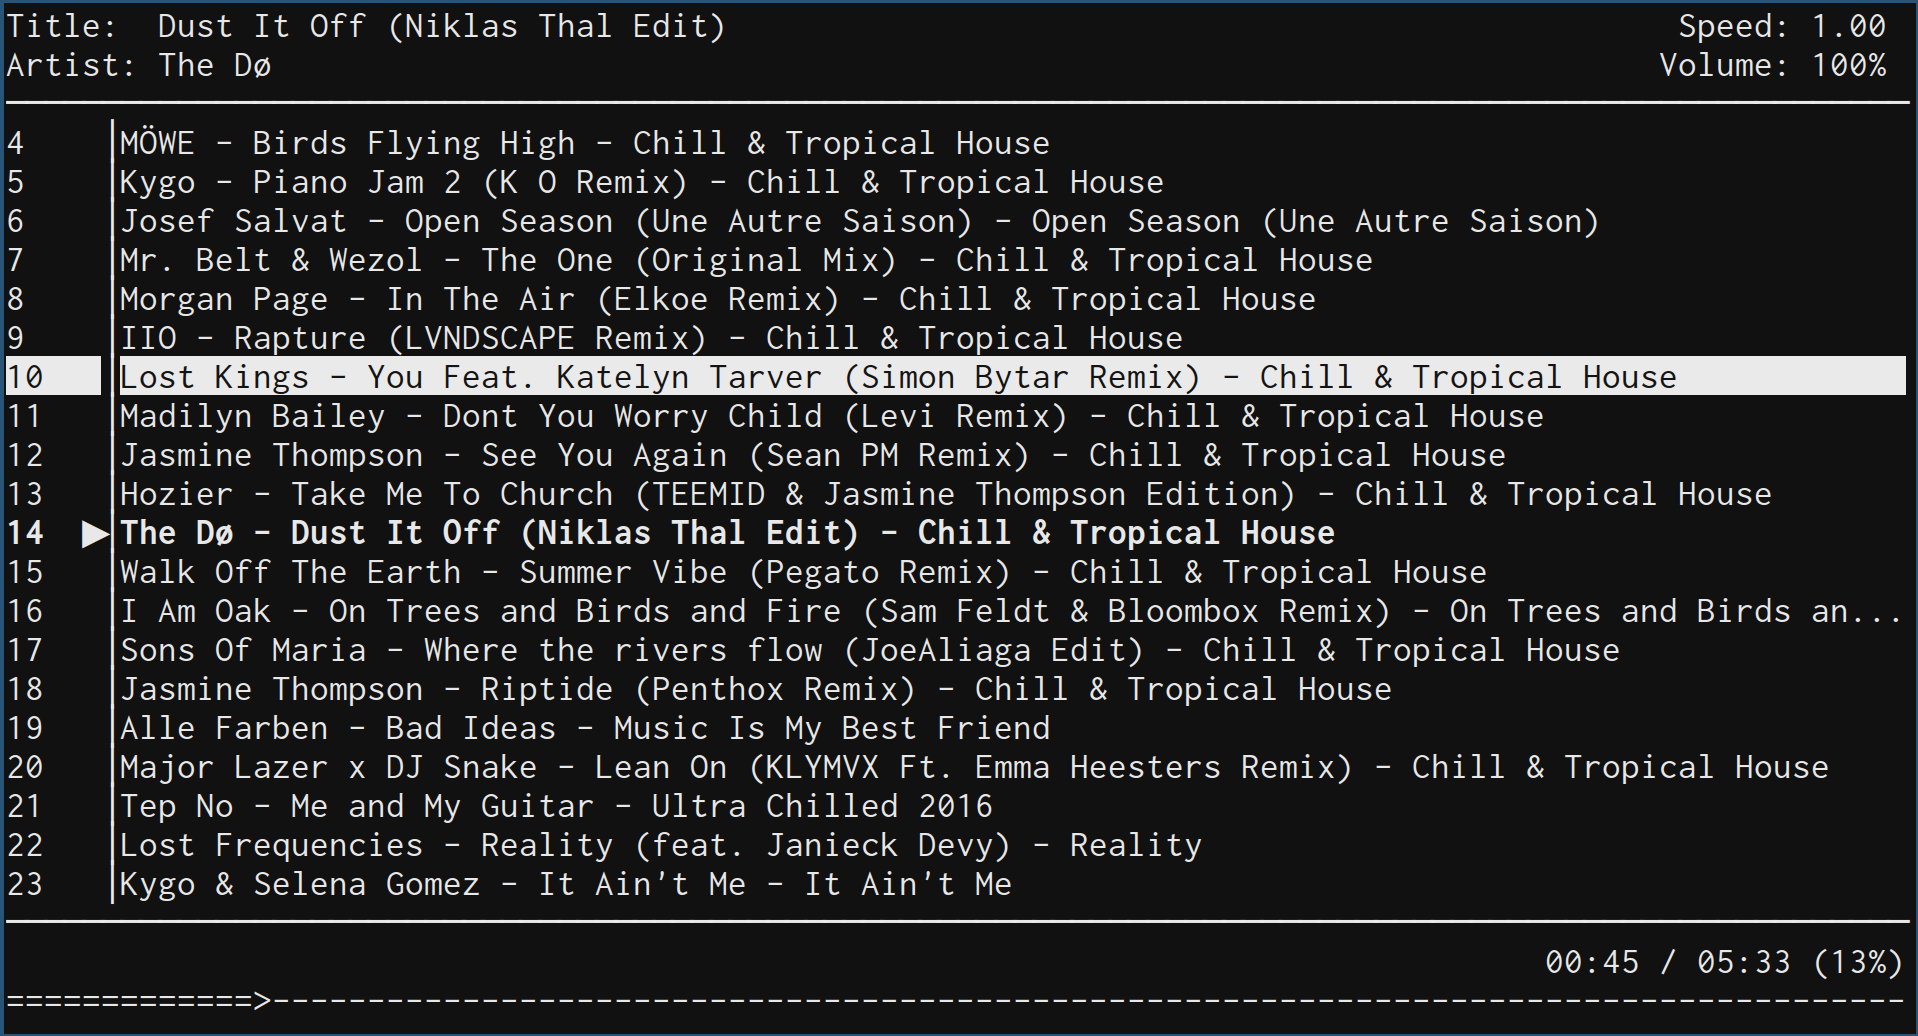 Title:  Dust It Off (Niklas Thal Edit) Speed: 1.00
Artist: The Dø Volume: 100%
4 |MÖWE - Birds Flying High - Chill & Tropical House
5 |Kygo - Piano Jam 2 (K O Remix) - Chill & Tropical House
6 |Josef Salvat - Open Season (Une Autre Saison) - Open Season (Une Autre Saison)
7 |Mr. Belt & Wezol - The One (Original Mix) - Chill & Tropical House
8 |Morgan Page - In The Air (Elkoe Remix) - Chill & Tropical House
9 |IIO - Rapture (LVNDSCAPE Remix) - Chill & Tropical House
10 |Lost Kings - You Feat. Katelyn Tarver (Simon Bytar Remix) - Chill & Tropical House
11 |Madilyn Bailey - Dont You Worry Child (Levi Remix) - Chill & Tropical House
12 |Jasmine Thompson - See You Again (Sean PM Remix) - Chill & Tropical House
13 |Hozier - Take Me To Church (TEEMID & Jasmine Thompson Edition) - Chill & Tropical House
14 ▶|The Dø - Dust It Off (Niklas Thal Edit) - Chill & Tropical House
15 |Walk Off The Earth - Summer Vibe (Pegato Remix) - Chill & Tropical House
16 |I Am Oak - On Trees and Birds and Fire (Sam Feldt & Bloombox Remix) - On Trees and Birds an...
17 |Sons Of Maria - Where the rivers flow (JoeAliaga Edit) - Chill & Tropical House
18 |Jasmine Thompson - Riptide (Penthox Remix) - Chill & Tropical House
19 |Alle Farben - Bad Ideas - Music Is My Best Friend
20 |Major Lazer x DJ Snake - Lean On (KLYMVX Ft. Emma Heesters Remix) - Chill & Tropical House
21 |Tep No - Me and My Guitar - Ultra Chilled 2016
22 |Lost Frequencies - Reality (feat. Janieck Devy) - Reality
23 |Kygo & Selena Gomez - It Ain't Me - It Ain't Me
00:45 / 05:33 (13%)
=============>--------------------------------------------------------------------------------------